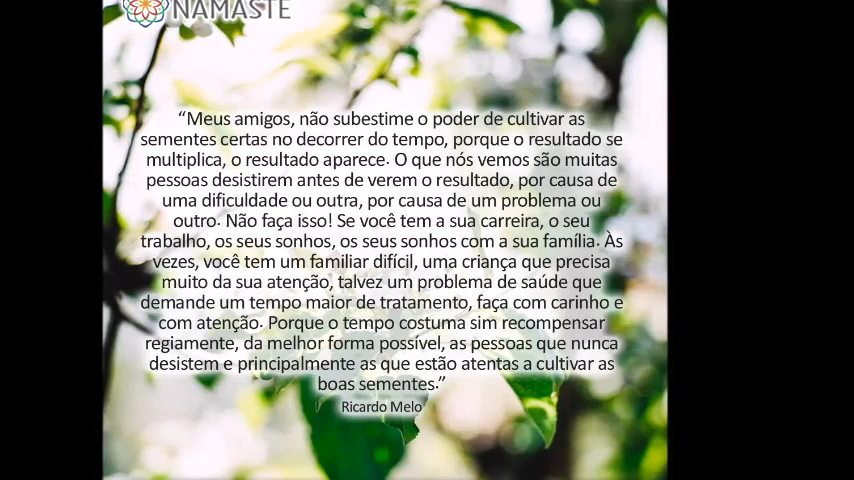 NAMASTE
“Meus amigos, não subestime o poder de cultivar as
sementes certas no decorrer do tempo, porque o resultado se
multiplica, o resultado aparece. O que nós vemos são muitas
pessoas desistirem antes de verem o resultado, por causa de
uma dificuldade ou outra, por causa de um problema ou
outro. Não faça isso! Se você tem a sua carreira, o seu
trabalho, os seus sonhos, os seus sonhos com a sua família. Às
vezes, você tem um familiar difícil, uma criança que precisa
muito da sua atenção, talvez um problema de saúde que
demande um tempo maior de tratamento, faça com carinho e
com atenção. Porque o tempo costuma sim recompensar
regiamente, da melhor forma possível, as pessoas que nunca
desistem e principalmente as que estão atentas a cultivar as
boas sementes.”
Ricardo Melo